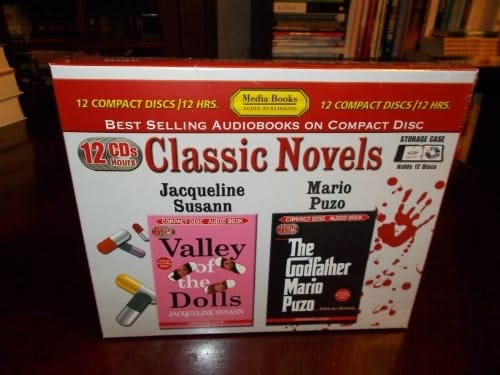 12 COMPACT DISCS/12 HRS.
Media Books
AUDIO PUBLISHING
12 COMPACT DISCS/12 HRS.
BEST SELLING AUDIOBOOKS ON COMPACT DISC
12 CDs
Hours
Classic Novels
STORAGE CASE
Holds 12 Discs
Jacqueline
Susann
Mario
Puzo
COMPACT DISC AUDIO BOOK
Valley
of
the
Dolls
JACQUELINE SUSANN
COMPACT DISC AUDIO BOOK
The
Godfather
Mario
Puzo